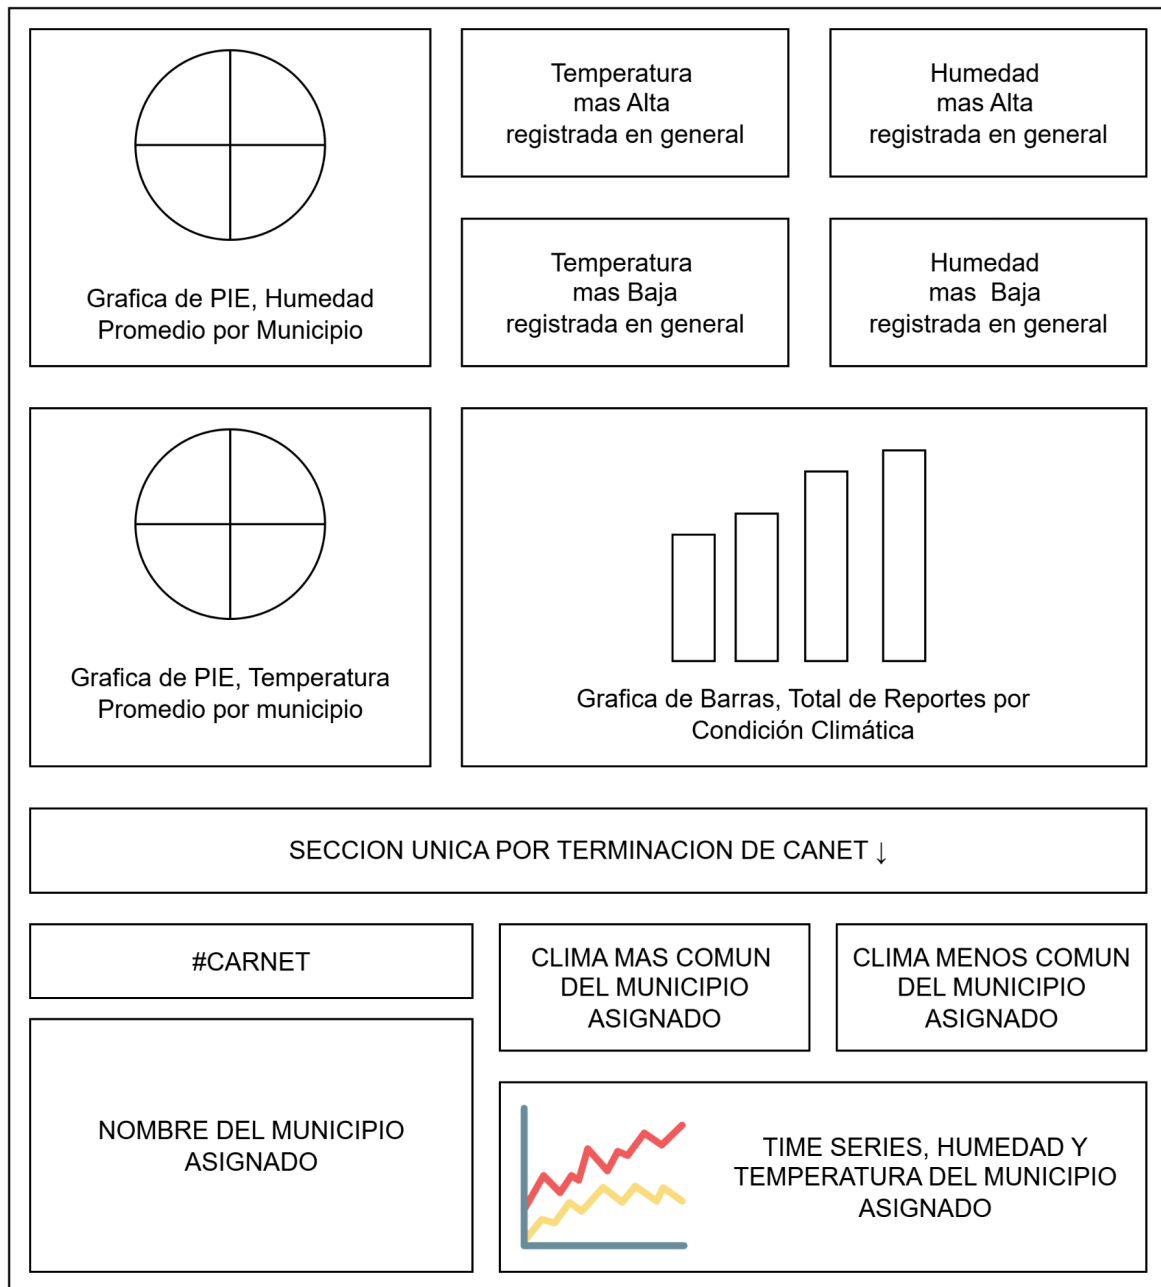 Grafica de PIE, Humedad
Promedio por Municipio
Temperatura
mas Alta
registrada en general
Humedad
mas Alta
registrada en general
Temperatura
mas Baja
registrada en general
Humedad
mas  Baja
registrada en general
Grafica de PIE, Temperatura
Promedio por municipio
Grafica de Barras, Total de Reportes por
Condición Climática
SECCION UNICA POR TERMINACION DE CANET ↓
#CARNET
NOMBRE DEL MUNICIPIO
ASIGNADO
CLIMA MAS COMUN
DEL MUNICIPIO
ASIGNADO
CLIMA MENOS COMUN
DEL MUNICIPIO
ASIGNADO
TIME SERIES, HUMEDAD Y
TEMPERATURA DEL MUNICIPIO
ASIGNADO